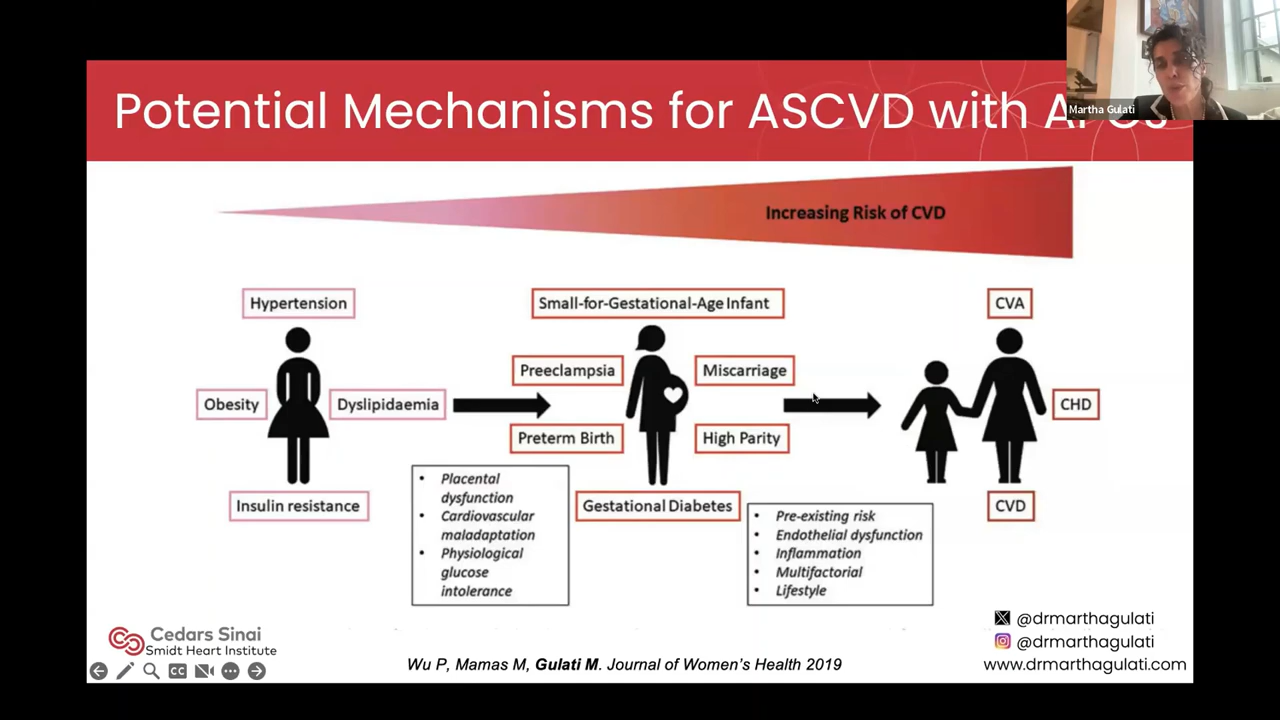 Martha Gulati
Potential Mechanisms for ASCVD with
Increasing Risk of CVD
Hypertension
Small-for-Gestational-Age Infant
CVA
Preeclampsia
Miscarriage
Obesity
Dyslipidaemia
CHD
Preterm Birth
High Parity
• Placental
dysfunction
• Cardiovascular
maladaptation
• Physiological
glucose
intolerance
Insulin resistance
Gestational Diabetes
CVD
• Pre-existing risk
• Endothelial dysfunction
• Inflammation
• Multifactorial
• Lifestyle
Cedars Sinai
Smidt Heart Institute
CC
Wu P, Mamas M, Gulati M. Journal of Women's Health 2019
@drmarthagulati
@drmarthagulati
www.drmarthagulati.com